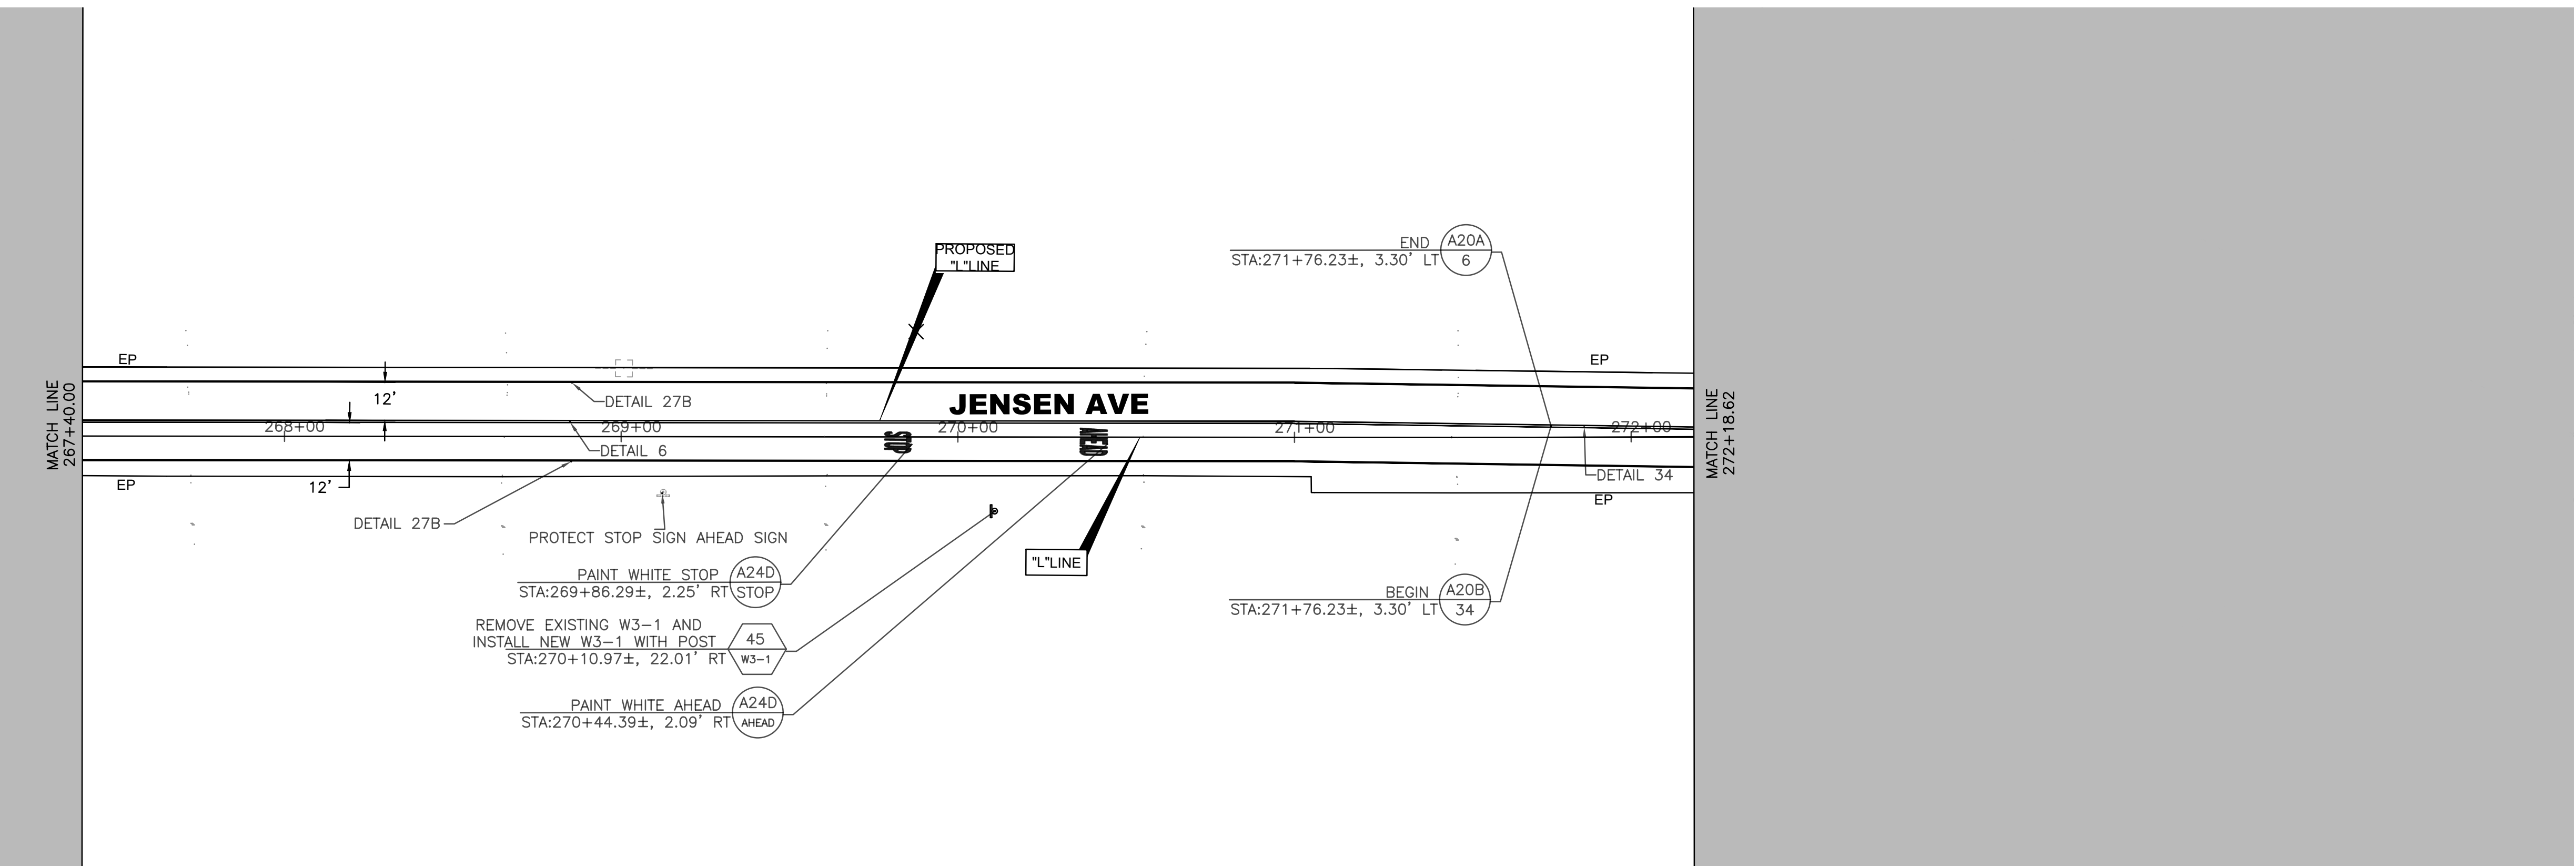 PROPOSED
"L"LINE
END
A20A
6
STA:271+76.23±, 3.30' LT
EP
EP
MATCH LINE
267+40.00
12'
DETAIL 27B
JENSEN AVE
268+00
269+00
270+00
271+00
272+00
MATCH LINE
272+18.62
STOP
AHEAD
DETAIL 6
DETAIL 34
EP
12'
EP
DETAIL 27B
PROTECT STOP SIGN AHEAD SIGN
"L"LINE
PAINT WHITE STOP
A24D
STOP
STA:269+86.29±, 2.25' RT
BEGIN
A20B
34
STA:271+76.23±, 3.30' LT
REMOVE EXISTING W3-1 AND
INSTALL NEW W3-1 WITH POST
45
W3-1
STA:270+10.97±, 22.01' RT
PAINT WHITE AHEAD
A24D
AHEAD
STA:270+44.39±, 2.09' RT